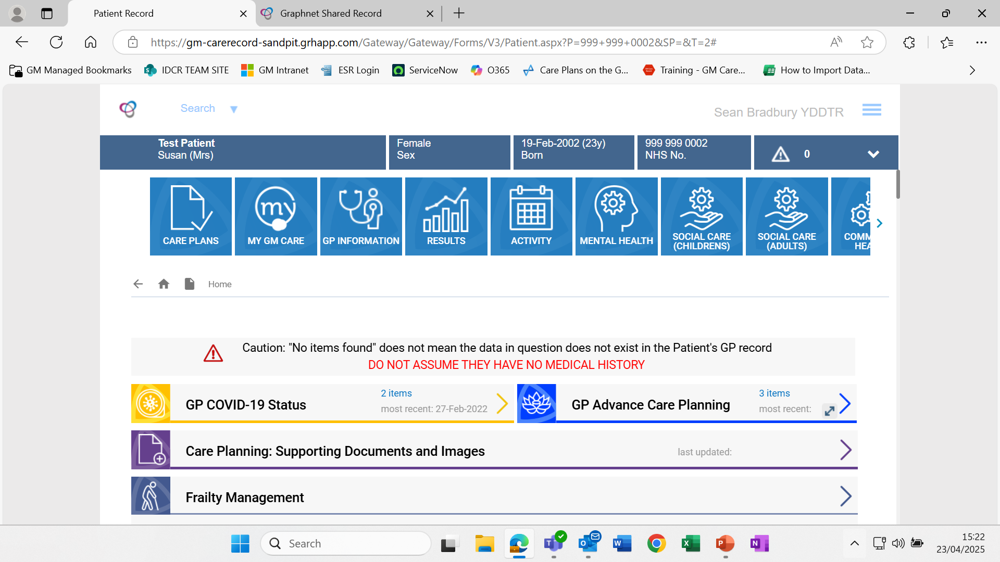 Patient Record
Graphnet Shared Record
https://gm-carerecord-sandpit.grhapp.com/Gateway/Gateway/Forms/V3/Patient.aspx?P=999+999+0002&SP=&T=2#
GM Managed Bookmarks
IDCR TEAM SITE
GM Intranet
ESR Login
ServiceNow
O365
Care Plans on the G...
Training - GM Care...
How to Import Data...
Search
Sean Bradbury YDDTR
Test Patient
Susan (Mrs)
Female
Sex
19-Feb-2002 (23y)
Born
999 999 0002
NHS No.
0
CARE PLANS
my
MY GM CARE
GP INFORMATION
RESULTS
ACTIVITY
MENTAL HEALTH
SOCIAL CARE
(CHILDRENS)
SOCIAL CARE
(ADULTS)
COMM
HEA
Home
Caution: "No items found" does not mean the data in question does not exist in the Patient's GP record
DO NOT ASSUME THEY HAVE NO MEDICAL HISTORY
GP COVID-19 Status
2 items
most recent: 27-Feb-2022
GP Advance Care Planning
3 items
most recent:
Care Planning: Supporting Documents and Images
last updated:
Frailty Management
Search
15:22
23/04/2025